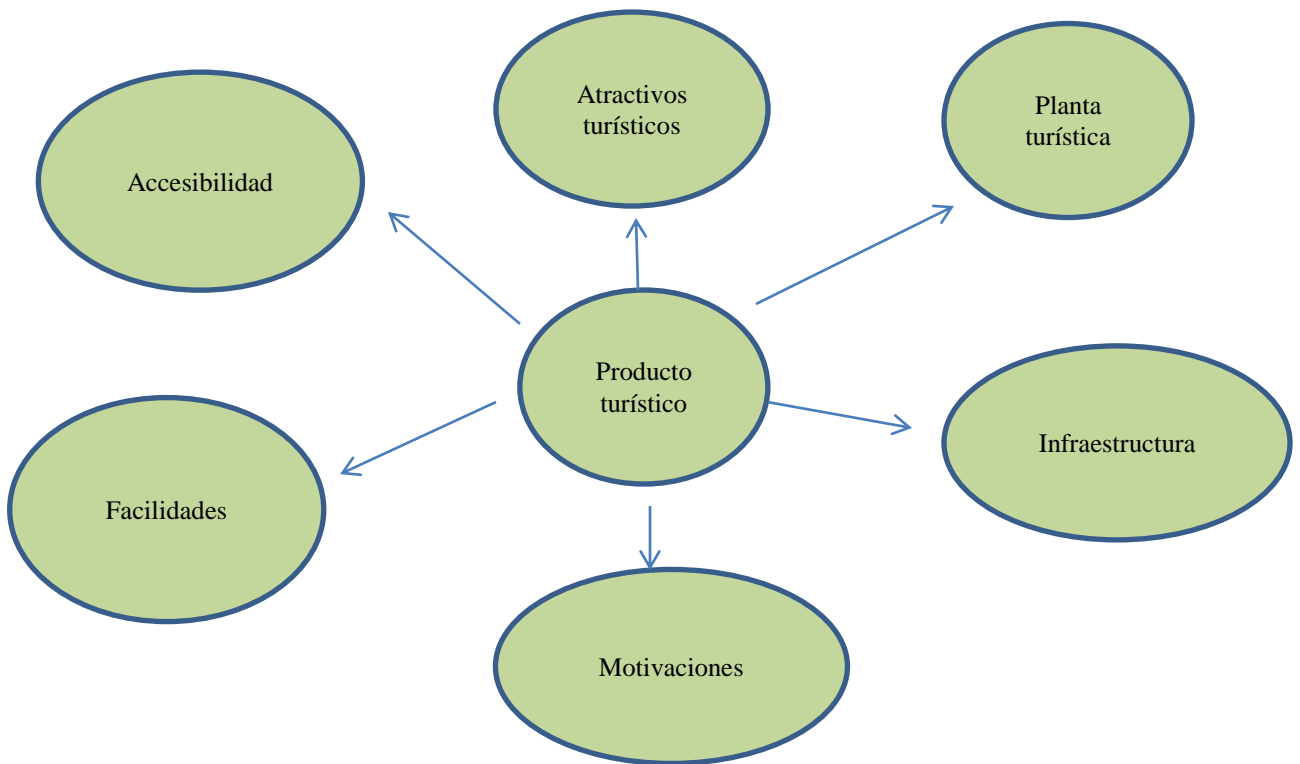 Atractivos
turísticos
Planta
turística
Accesibilidad
Producto
turístico
Infraestructura
Facilidades
Motivaciones